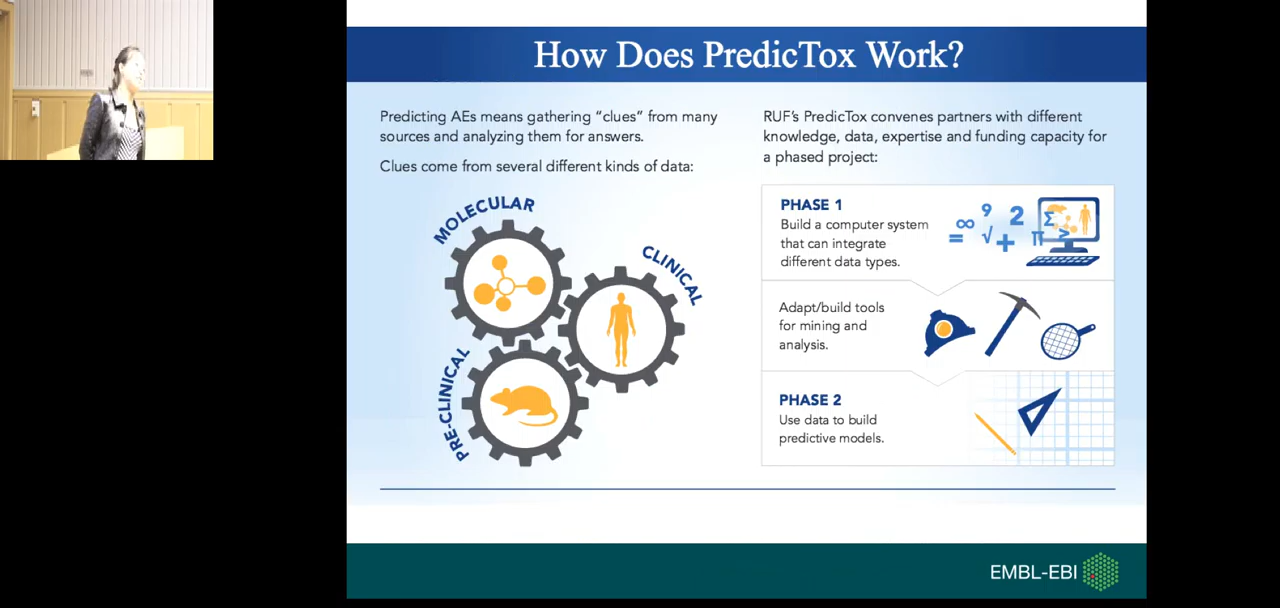 How Does PredicTox Work?
Predicting AEs means gathering “clues” from many
sources and analyzing them for answers.
Clues come from several different kinds of data:
MOLECULAR
CLINICAL
PRE-CLINICAL
RUF’s PredicTox convenes partners with different
knowledge, data, expertise and funding capacity for
a phased project:
PHASE 1
Build a computer system
that can integrate
different data types.
∞ 9 2 Σ
= √ + π >
Adapt/build tools
for mining and
analysis.
PHASE 2
Use data to build
predictive models.
EMBL-EBI